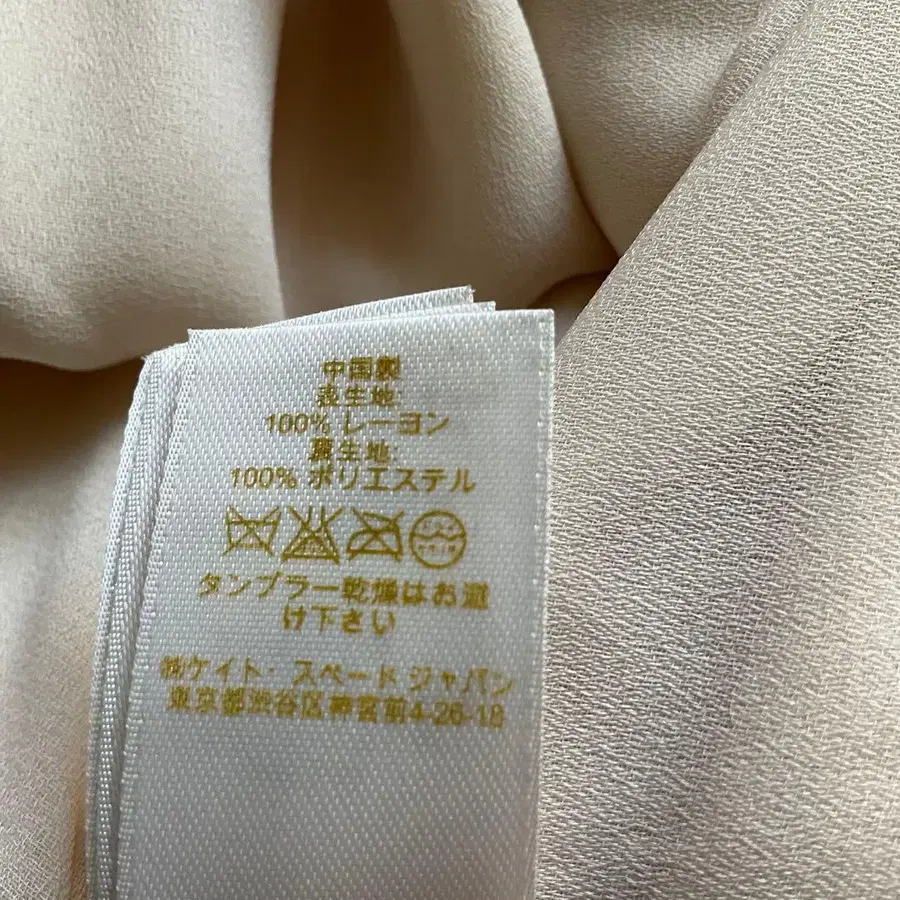 中国製
表生地:
100% レーヨン
裏生地:
100% ポリエステル
タンブラー乾燥はお避
け下さい
㈱ケイト・スペード ジャパン
東京都渋谷区神宮前4-26-18